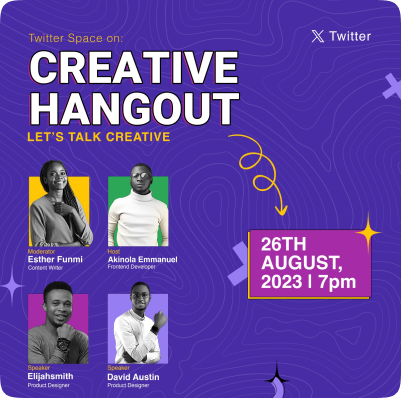 Twitter Space on:
X Twitter
CREATIVE
HANGOUT
LET'S TALK CREATIVE
26TH
AUGUST,
2023 | 7pm
Moderator
Esther Funmi
Content Writer
Host
Akinola Emmanuel
Frontend Developer
Speaker
Elijahsmith
Product Designer
Speaker
David Austin
Product Designer